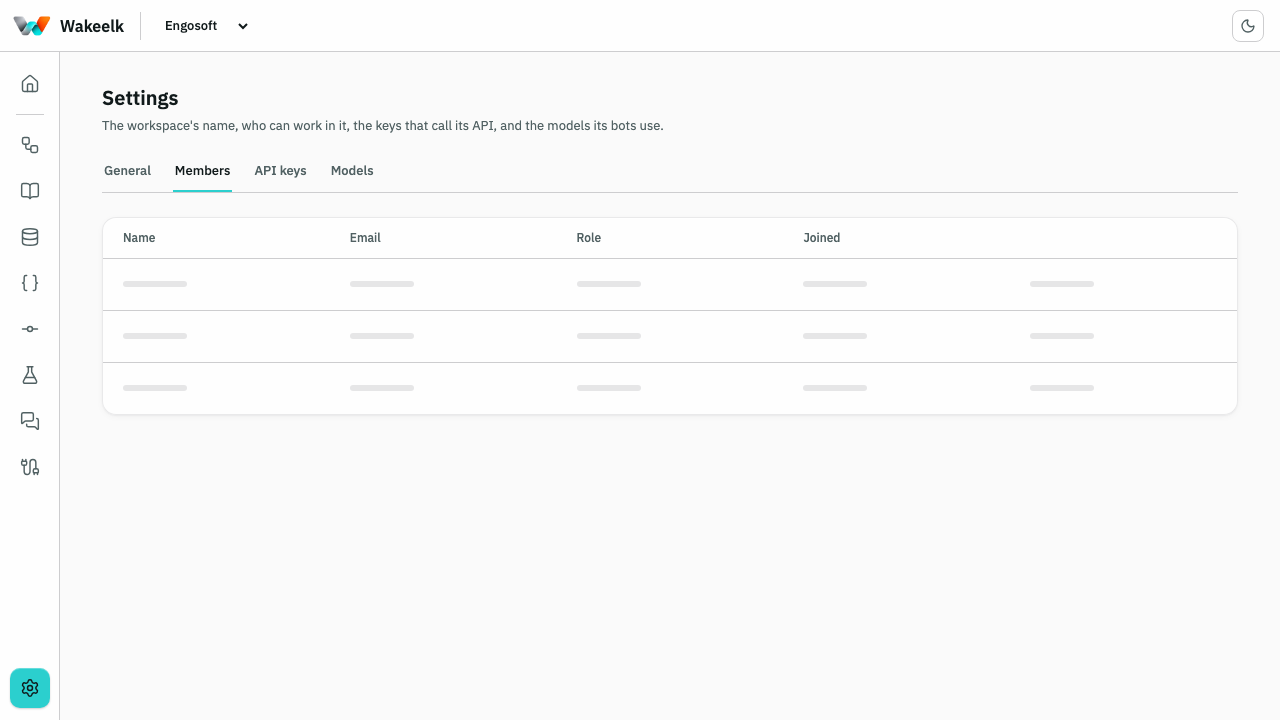 Wakeelk
Engosoft
Settings
The workspace's name, who can work in it, the keys that call its API, and the models its bots use.
General Members API keys Models
Name Email Role Joined